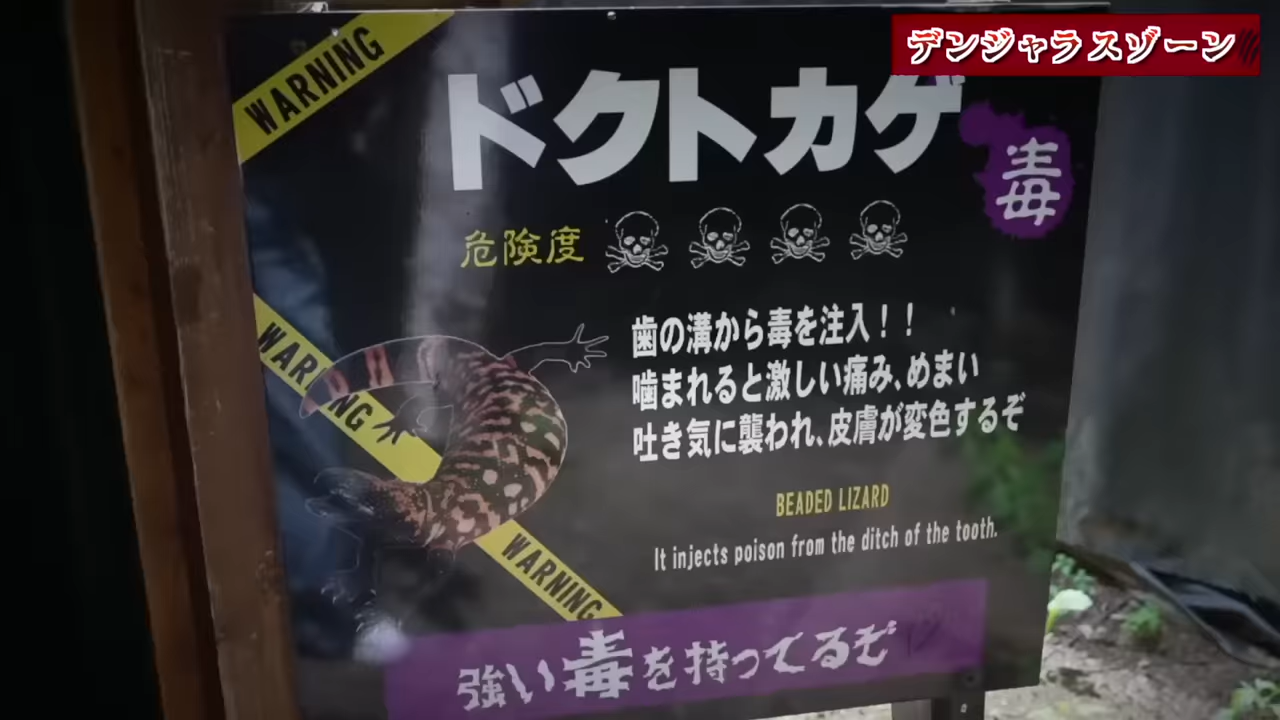 デンジャラスゾーン
WARNING
ドクトカゲ
毒
危険度
歯の溝から毒を注入!!
噛まれると激しい痛み、めまい
吐き気に襲われ、皮膚が変色するぞ
WARNING
BEADED LIZARD
It injects poison from the ditch of the tooth.
WARNING
強い毒を持ってるぞ